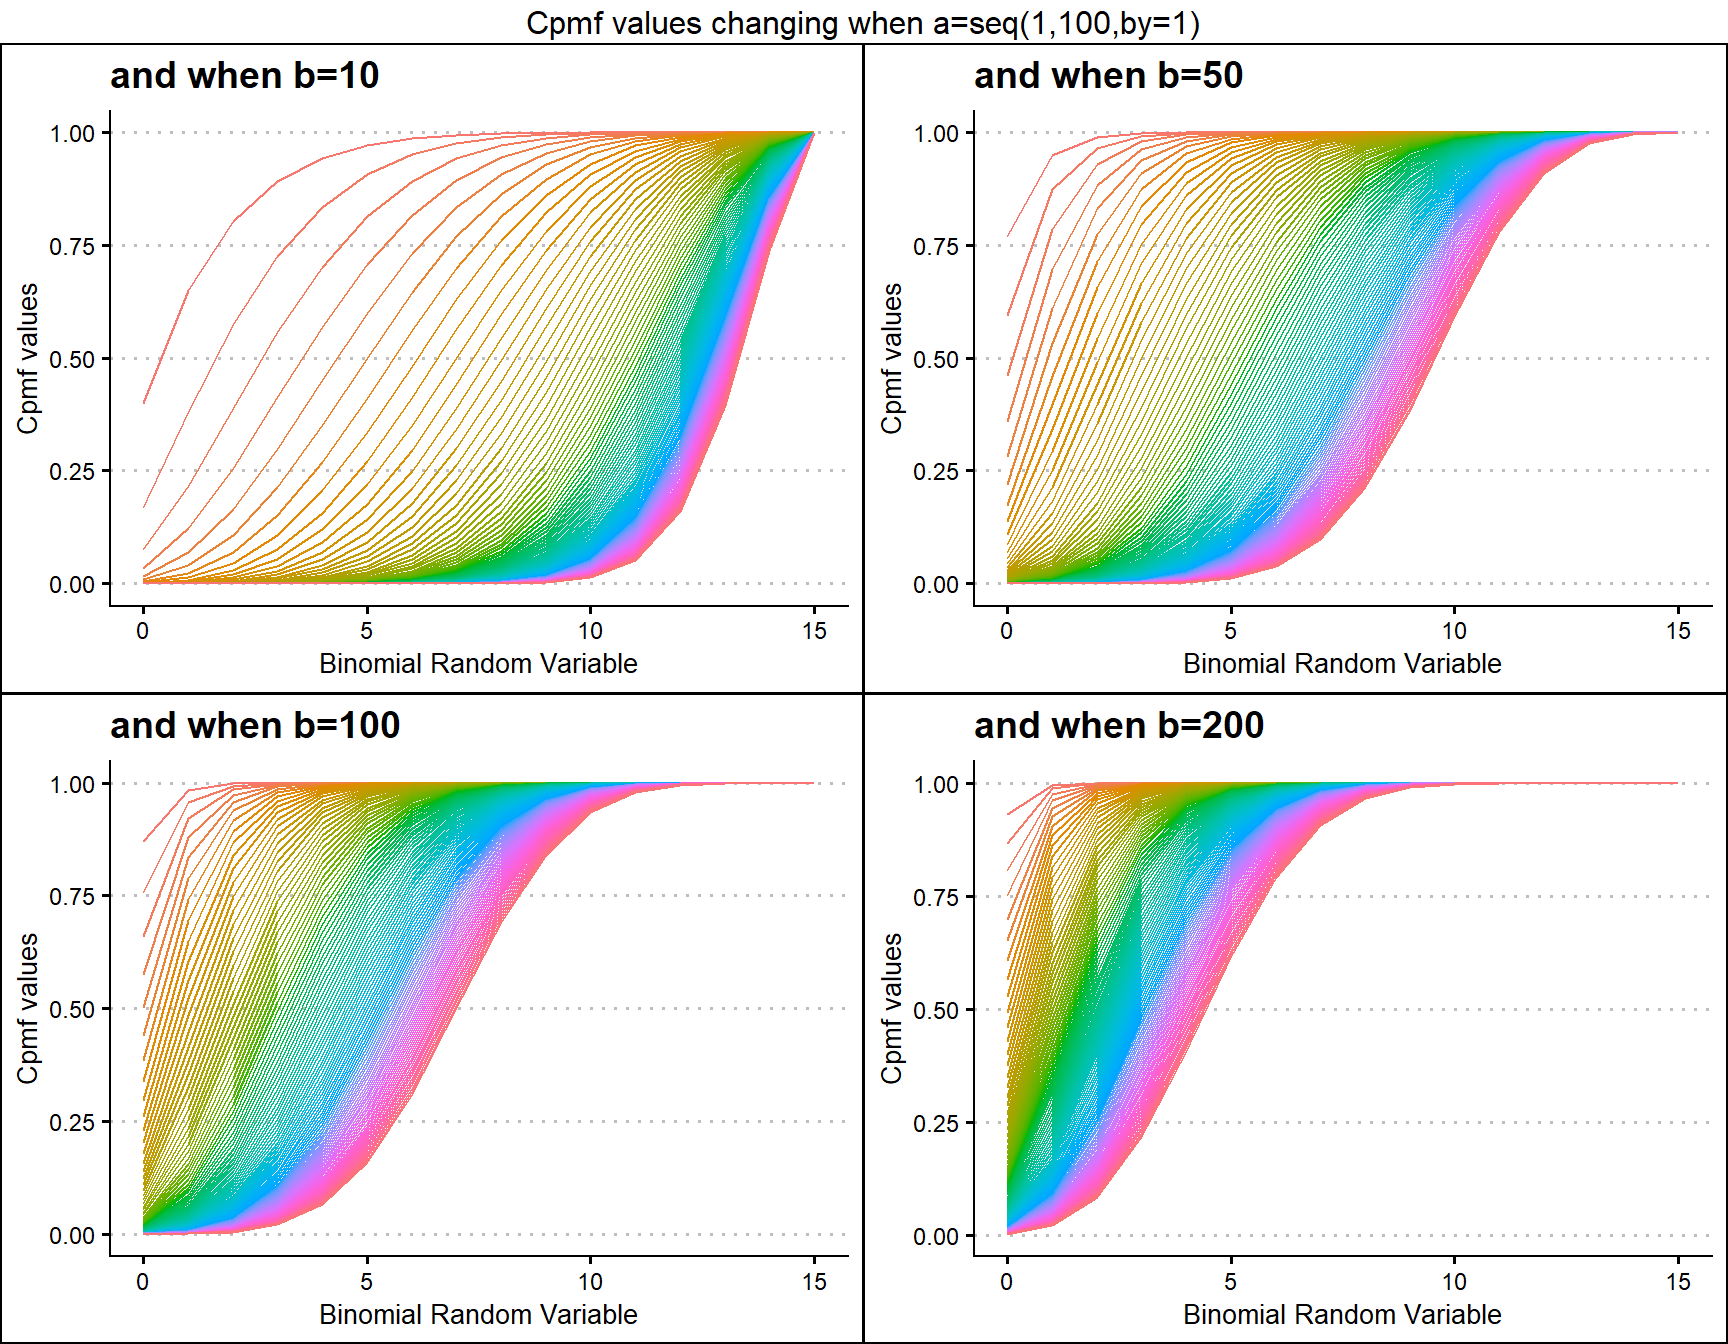 Cpmf values changing when a=seq(1,100,by=1)
and when b=10
1.00
0.75
0.50
0.25
0.00
Cpmf values
0 5 10 15
Binomial Random Variable
and when b=50
1.00
0.75
0.50
0.25
0.00
Cpmf values
0 5 10 15
Binomial Random Variable
and when b=100
1.00
0.75
0.50
0.25
0.00
Cpmf values
0 5 10 15
Binomial Random Variable
and when b=200
1.00
0.75
0.50
0.25
0.00
Cpmf values
0 5 10 15
Binomial Random Variable